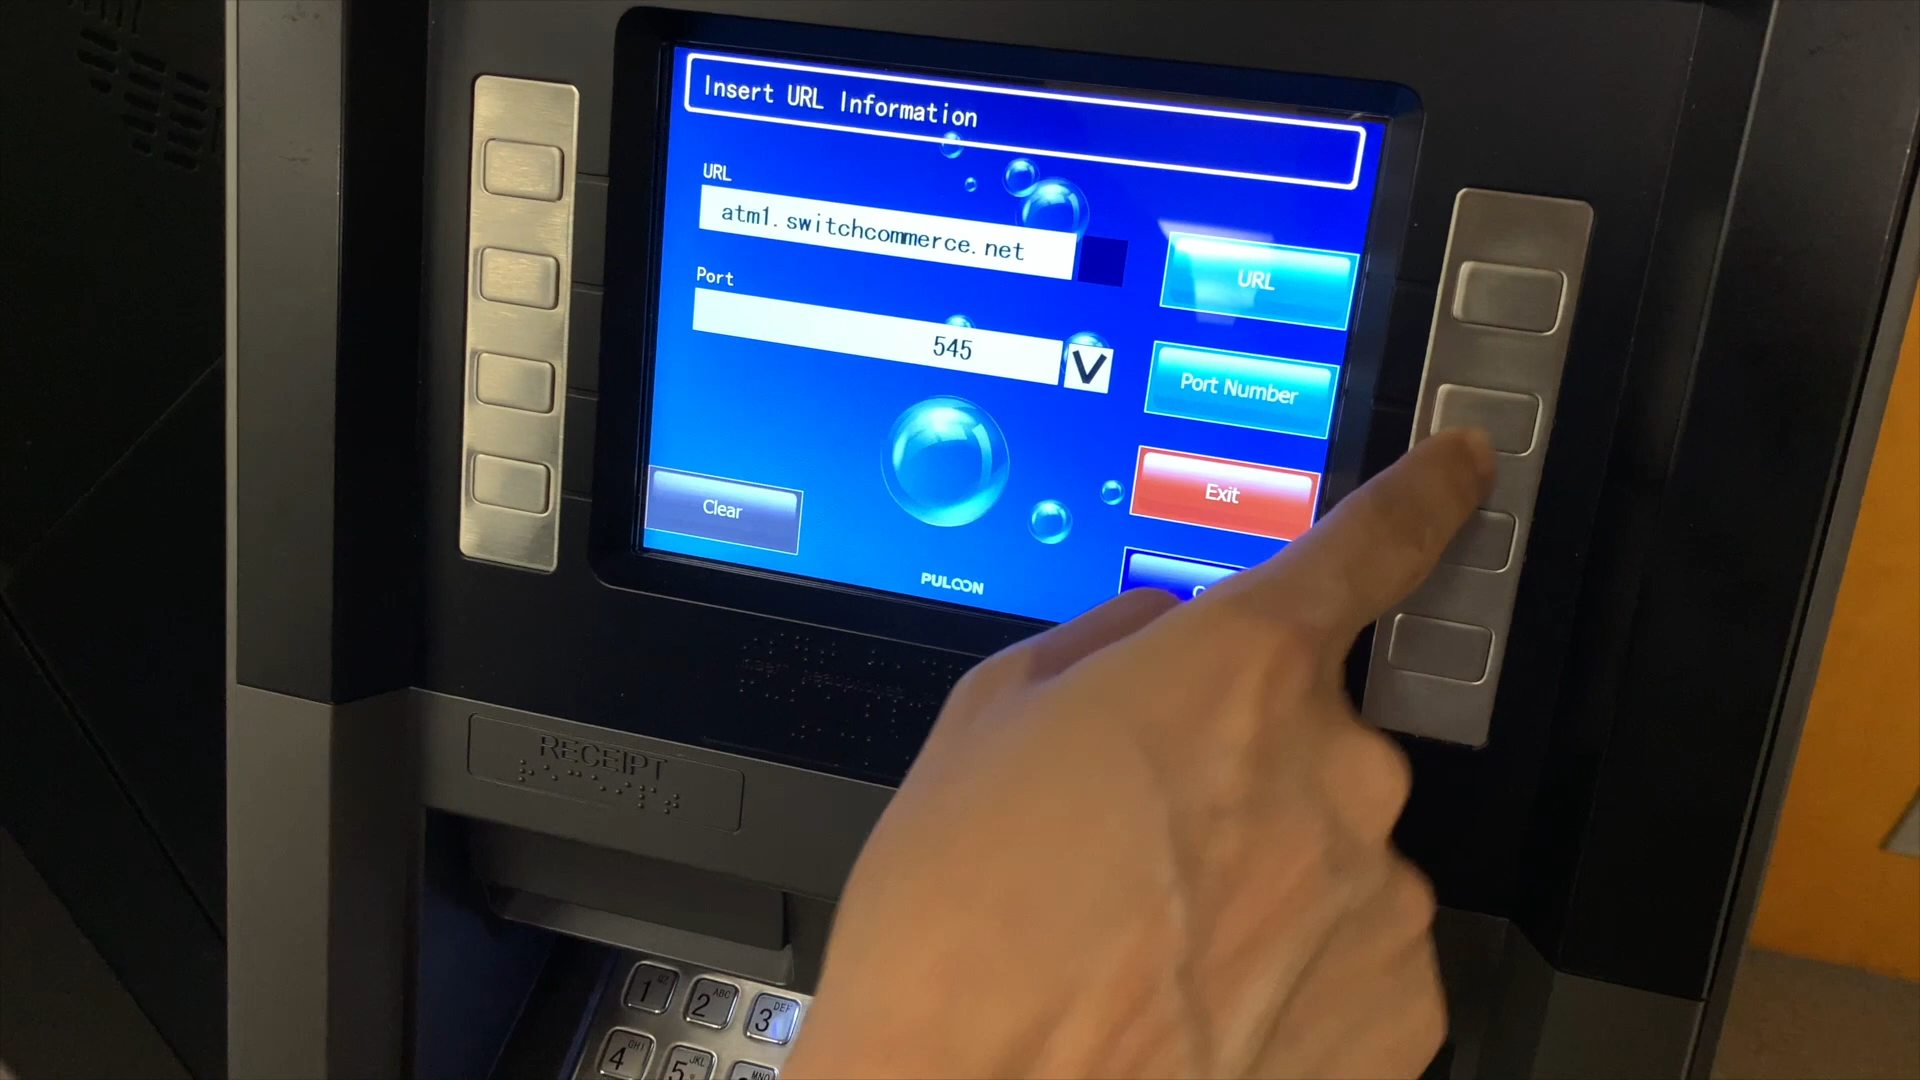 Insert URL Information
URL
atm1.switchcommerce.net
URL
Port
545
V
Port Number
Exit
Clear
PULOON
RECEIPT
1 QZ
2 ABC
3 DEF
4 GHI
5 JKL
MNO